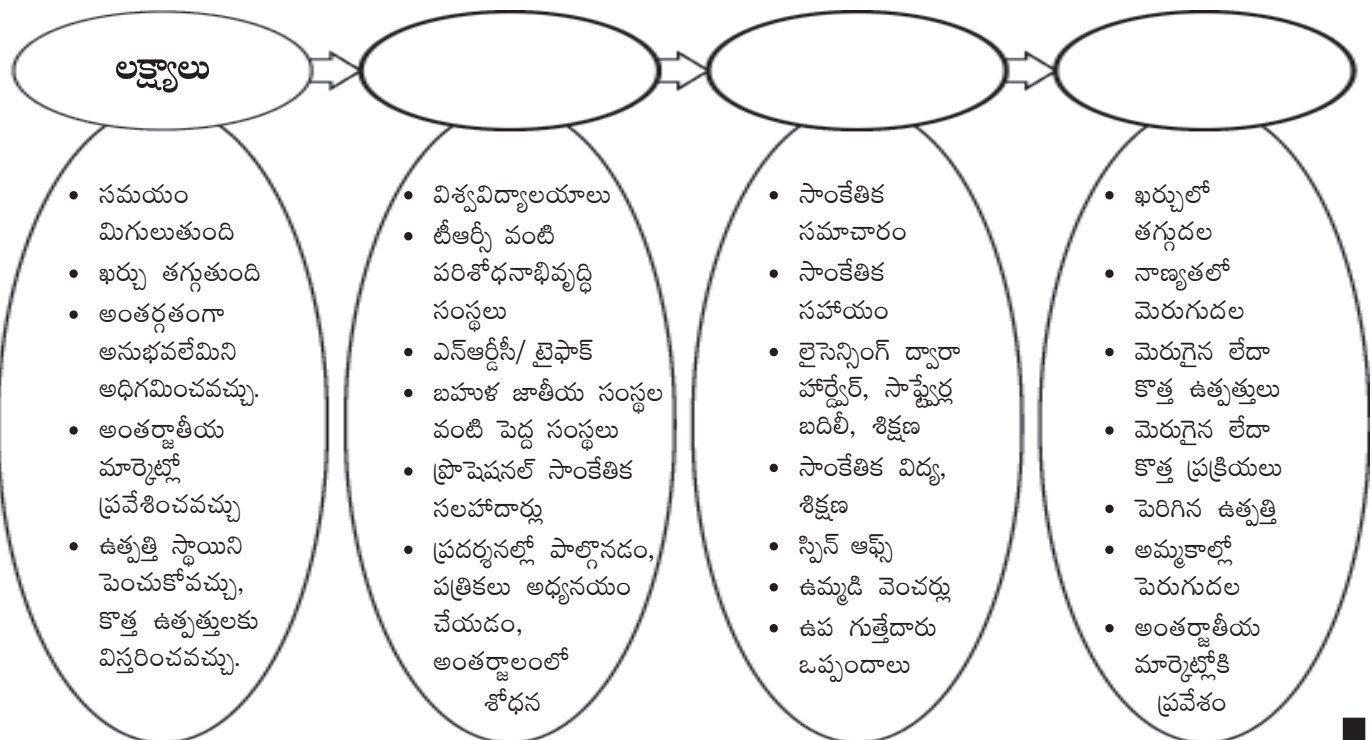 లక్ష్యాలు
• సమయం
మిగులుతుంది
• ఖర్చు తగ్గుతుంది
• అంతర్గతంగా
అనుభవలేమిని
అధిగమించవచ్చు.
• అంతర్జాతీయ
మార్కెట్లో
ప్రవేశించవచ్చు
• ఉత్పత్తి స్థాయిని
పెంచుకోవచ్చు,
కొత్త ఉత్పత్తులకు
విస్తరించవచ్చు.
• విశ్వవిద్యాలయాలు
• టీఆర్సీ వంటి
పరిశోధనాభివృద్ధి
సంస్థలు
• ఎన్ఆర్డీసీ/ టైఫాక్
• బహుళ జాతీయ సంస్థల
వంటి పెద్ద సంస్థలు
• ప్రొఫెషనల్ సాంకేతిక
సలహాదార్లు
• ప్రదర్శనల్లో పాల్గొనడం,
పత్రికలు అధ్యనయం
చేయడం,
అంతర్జాలంలో
శోధన
• సాంకేతిక
సమాచారం
• సాంకేతిక
సహాయం
• లైసెన్సింగ్ ద్వారా
హార్డ్వేర్, సాఫ్ట్వేర్ల
బదిలీ, శిక్షణ
• సాంకేతిక విద్య,
శిక్షణ
• స్పిన్ ఆఫ్స్
• ఉమ్మడి వెంచర్లు
• ఉప గుత్తేదారు
ఒప్పందాలు
• ఖర్చులో
తగ్గుదల
• నాణ్యతలో
మెరుగుదల
• మెరుగైన లేదా
కొత్త ఉత్పత్తులు
• మెరుగైన లేదా
కొత్త ప్రక్రియలు
• పెరిగిన ఉత్పత్తి
• అమ్మకాల్లో
పెరుగుదల
• అంతర్జాతీయ
మార్కెట్లోకి
ప్రవేశం